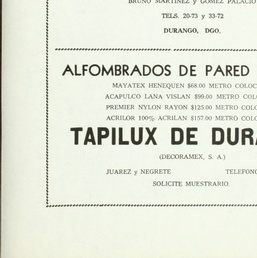 BRUNO MARTINEZ y GOMEZ PALACIO
TELS. 20-73 y 33-72
DURANGO, DGO.
ALFOMBRADOS DE PARED
MAYATEX HENEQUEN $68.00 METRO COLOC
ACAPULCO LANA VISLAN $99.00 METRO COL
PREMIER NYLON RAYON $125.00 METRO COL
ACRILOR 100% ACRILAN $157.00 METRO COL
TAPILUX DE DURA
(DECORAMEX, S. A.)
JUAREZ y NEGRETE TELEFONO
SOLICITE MUESTRARIO.